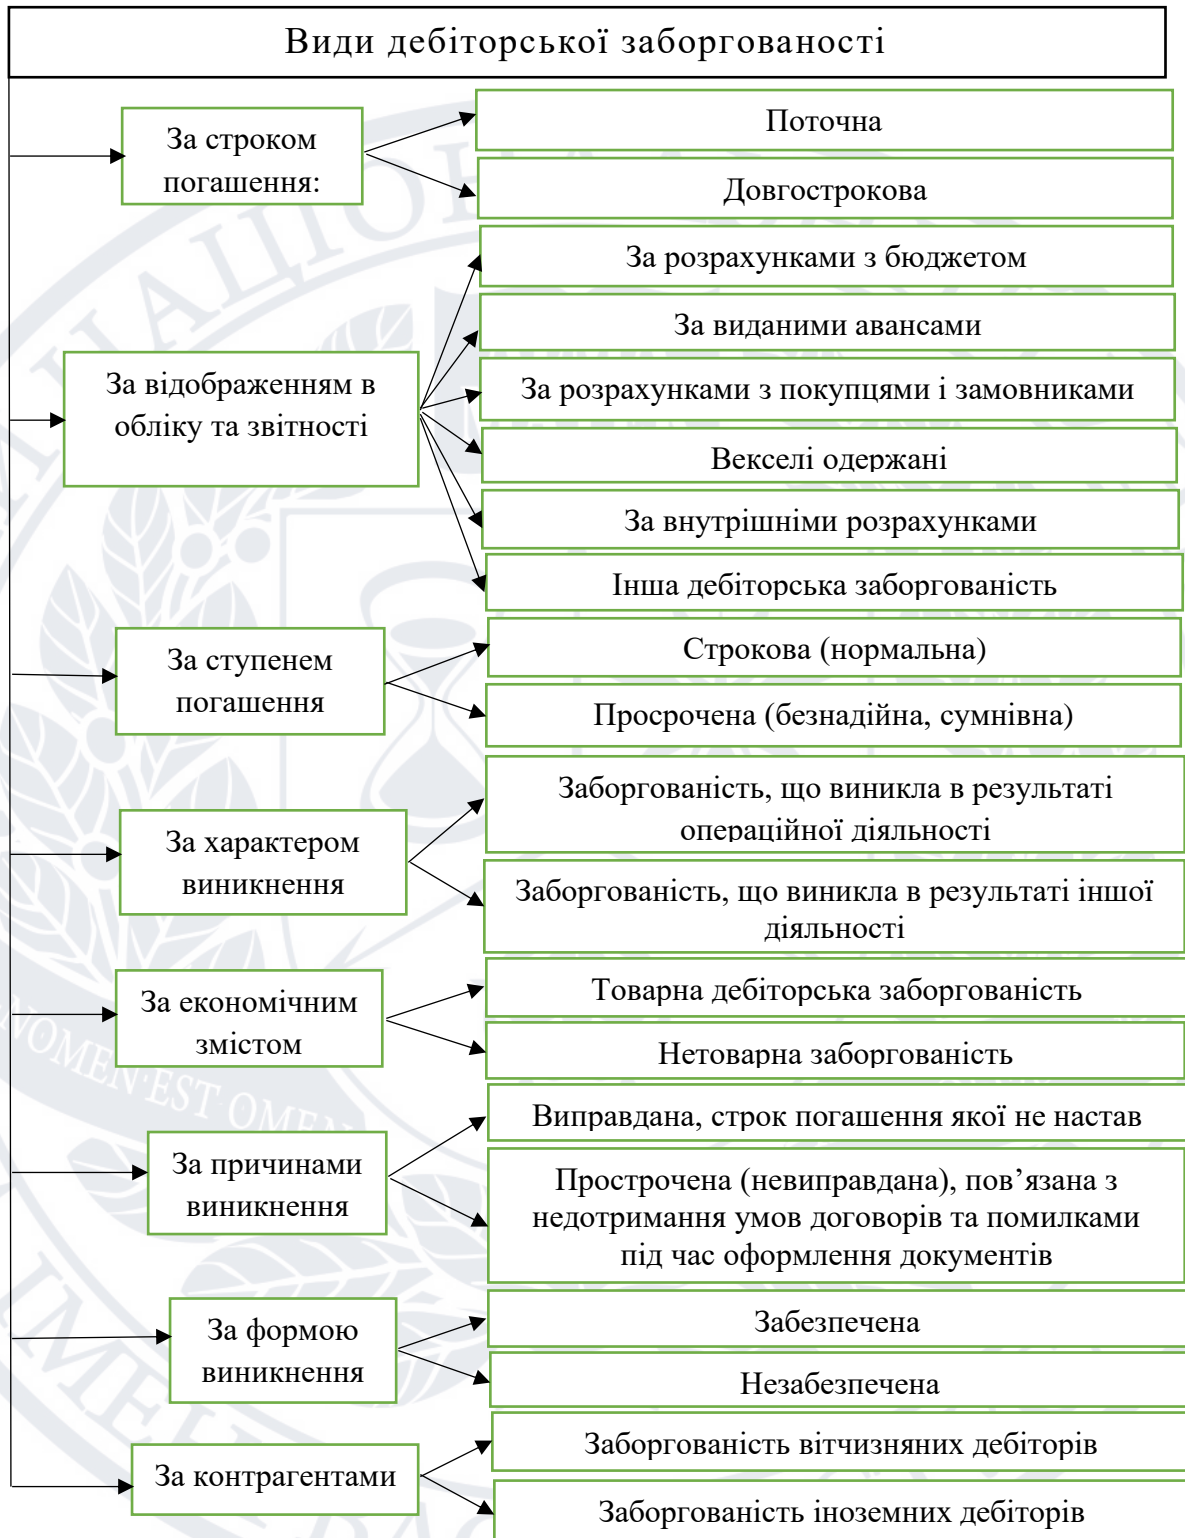 Види дебіторської заборгованості
За строком
погашення:
Поточна
Довгострокова
За відображенням в
обліку та звітності
За розрахунками з бюджетом
За виданими авансами
За розрахунками з покупцями і замовниками
Векселі одержані
За внутрішніми розрахунками
Інша дебіторська заборгованість
За ступенем
погашення
Строкова (нормальна)
Просрочена (безнадійна, сумнівна)
За характером
виникнення
Заборгованість, що виникла в результаті
операційної діяльності
Заборгованість, що виникла в результаті іншої
діяльності
За економічним
змістом
Товарна дебіторська заборгованість
Нетоварна заборгованість
За причинами
виникнення
Виправдана, строк погашення якої не настав
Прострочена (невиправдана), пов’язана з
недотримання умов договорів та помилками
під час оформлення документів
За формою
виникнення
Забезпечена
Незабезпечена
За контрагентами
Заборгованість вітчизняних дебіторів
Заборгованість іноземних дебіторів
NOMEN EST OMEN